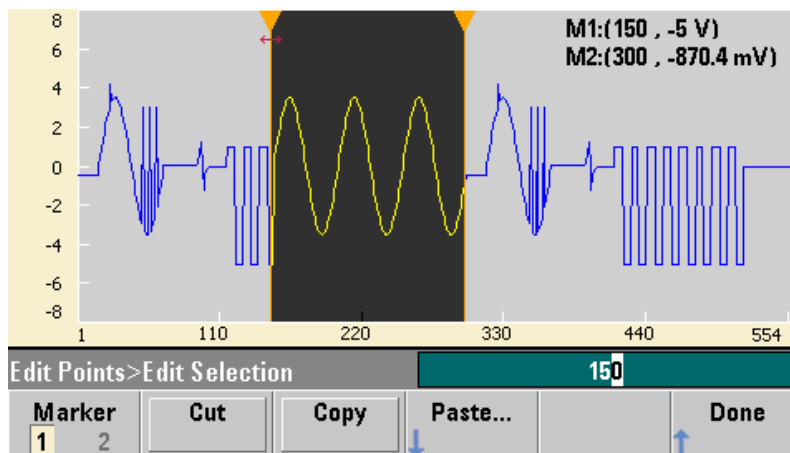 8
6
4
2
0
-2
-4
-6
-8
M1:(150 , -5 V)
M2:(300 , -870.4 mV)
1 110 220 330 440 554
Edit Points>Edit Selection 150
Marker Cut Copy Paste... Done
1 2